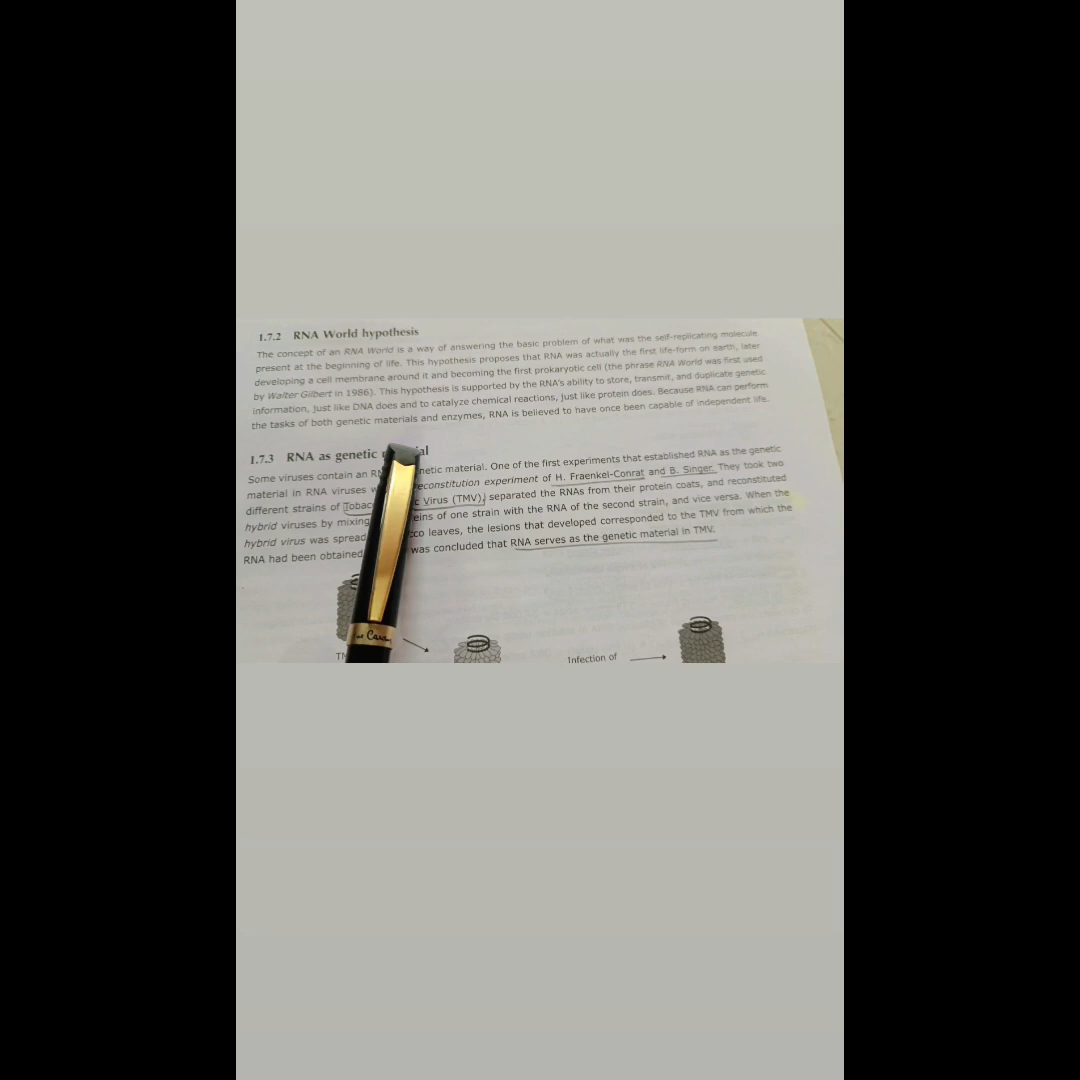 1.7.2 RNA World hypothesis
The concept of an RNA World is a way of answering the basic problem of what was the self-replicating molecule
present at the beginning of life. This hypothesis proposes that RNA was actually the first life-form on earth, later
developing a cell membrane around it and becoming the first prokaryotic cell (the phrase RNA World was first used
by Walter Gilbert in 1986). This hypothesis is supported by the RNA's ability to store, transmit, and duplicate genetic
information, just like DNA does and to catalyze chemical reactions, just like protein does. Because RNA can perform
the tasks of both genetic materials and enzymes, RNA is believed to have once been capable of independent life.
1.7.3 RNA as genetic al
Some viruses contain an RN netic material. One of the first experiments that established RNA as the genetic
material in RNA viruses w reconstitution experiment of H. Fraenkel-Conrat and B. Singer. They took two
different strains of Tobac c Virus (TMV), separated the RNAs from their protein coats, and reconstituted
hybrid viruses by mixing eins of one strain with the RNA of the second strain, and vice versa. When the
hybrid virus was spread cco leaves, the lesions that developed corresponded to the TMV from which the
RNA had been obtained was concluded that RNA serves as the genetic material in TMV.
TM
Infection of